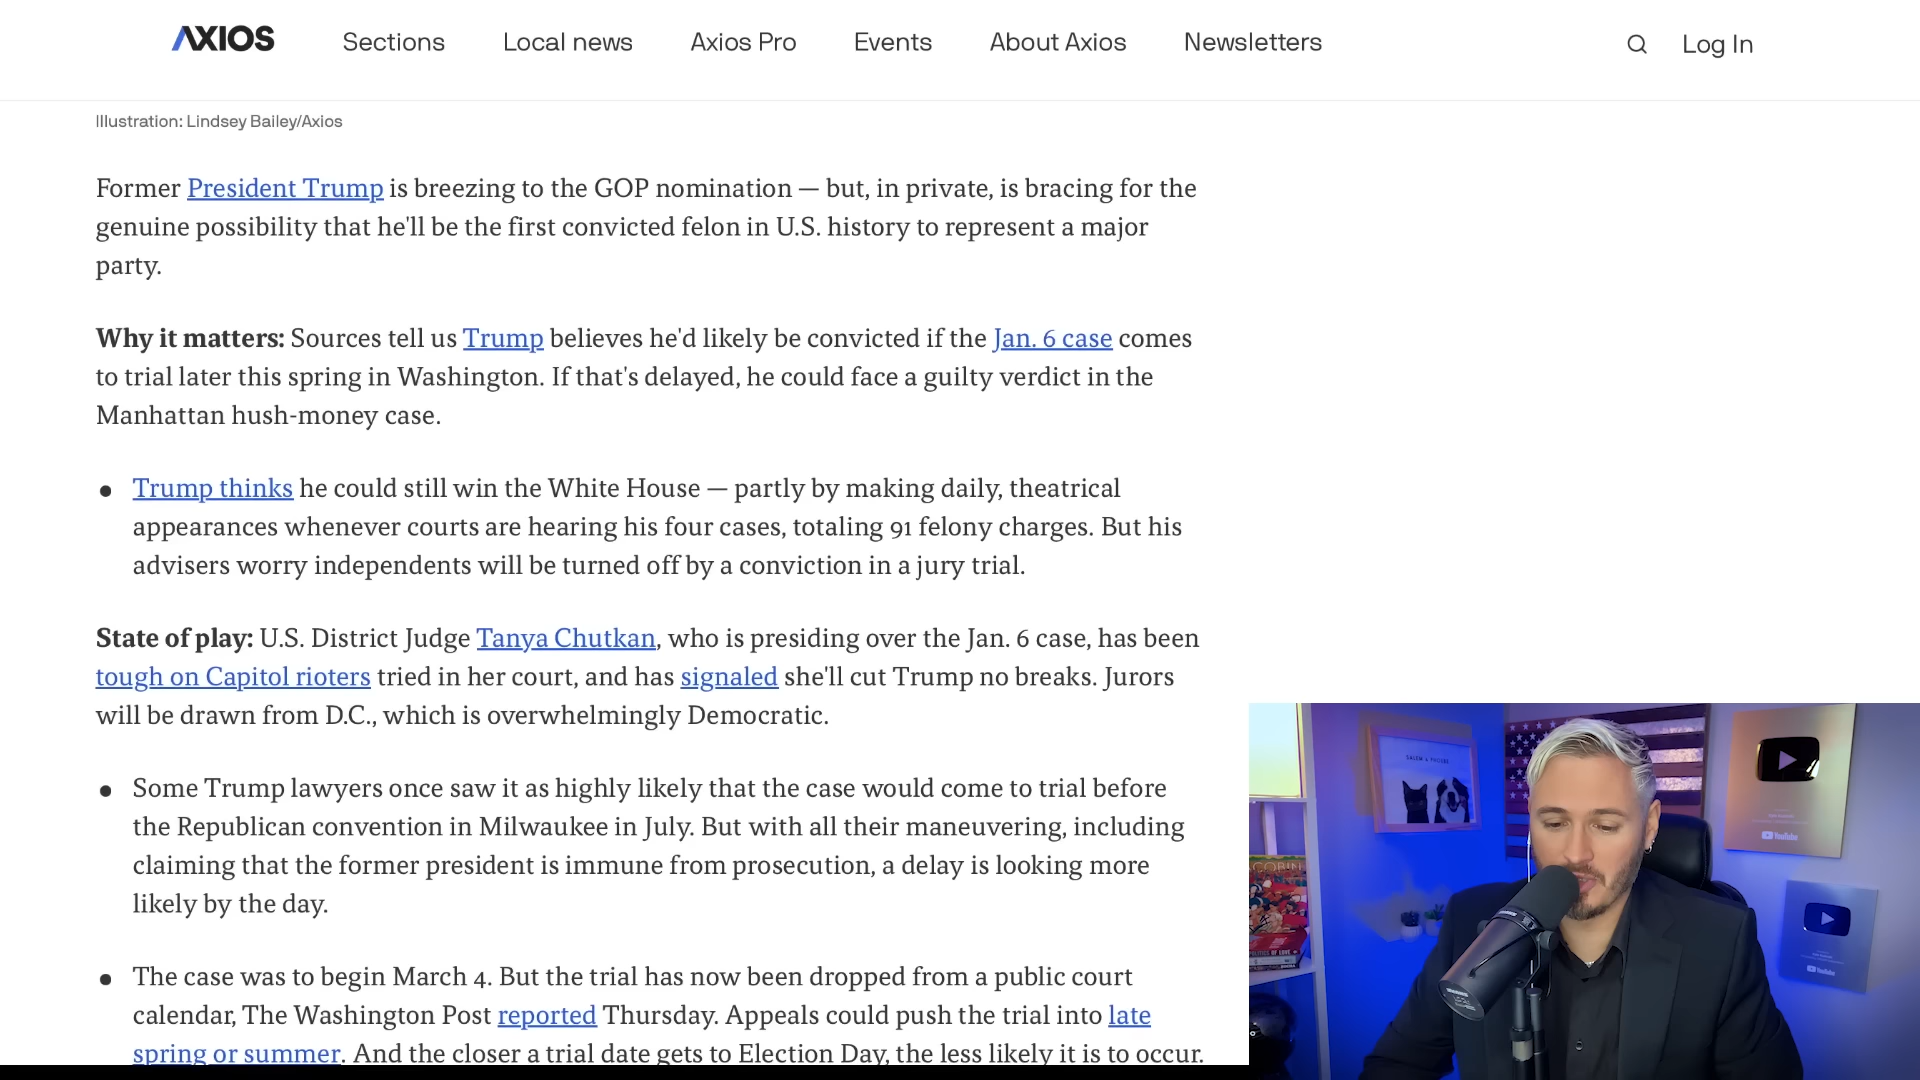 AXIOS
Sections
Local news
Axios Pro
Events
About Axios
Newsletters
Log In
Illustration: Lindsey Bailey/Axios
Former President Trump is breezing to the GOP nomination — but, in private, is bracing for the
genuine possibility that he'll be the first convicted felon in U.S. history to represent a major
party.
Why it matters: Sources tell us Trump believes he'd likely be convicted if the Jan. 6 case comes
to trial later this spring in Washington. If that's delayed, he could face a guilty verdict in the
Manhattan hush-money case.
● Trump thinks he could still win the White House — partly by making daily, theatrical
appearances whenever courts are hearing his four cases, totaling 91 felony charges. But his
advisers worry independents will be turned off by a conviction in a jury trial.
State of play: U.S. District Judge Tanya Chutkan, who is presiding over the Jan. 6 case, has been
tough on Capitol rioters tried in her court, and has signaled she'll cut Trump no breaks. Jurors
will be drawn from D.C., which is overwhelmingly Democratic.
● Some Trump lawyers once saw it as highly likely that the case would come to trial before
the Republican convention in Milwaukee in July. But with all their maneuvering, including
claiming that the former president is immune from prosecution, a delay is looking more
likely by the day.
● The case was to begin March 4. But the trial has now been dropped from a public court
calendar, The Washington Post reported Thursday. Appeals could push the trial into late
spring or summer. And the closer a trial date gets to Election Day, the less likely it is to occur.
YouTube
YouTube